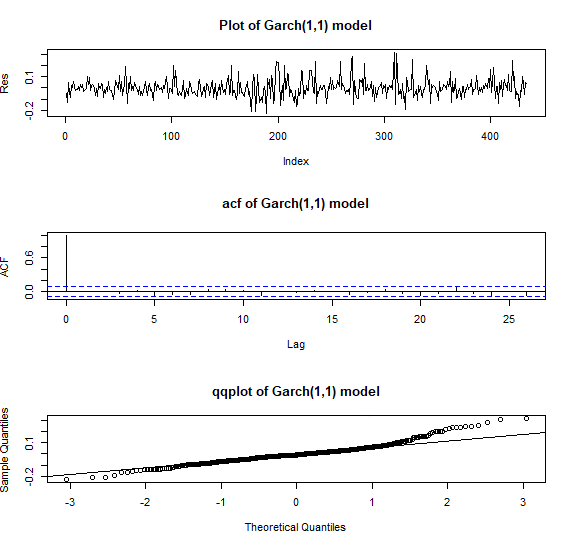 Plot of Garch(1,1) model
Res
-0.2 0.1
0 100 200 300 400
Index
acf of Garch(1,1) model
ACF
0.0 0.6
0 5 10 15 20 25
Lag
qqplot of Garch(1,1) model
Sample Quantiles
-0.2 0.1
-3 -2 -1 0 1 2 3
Theoretical Quantiles